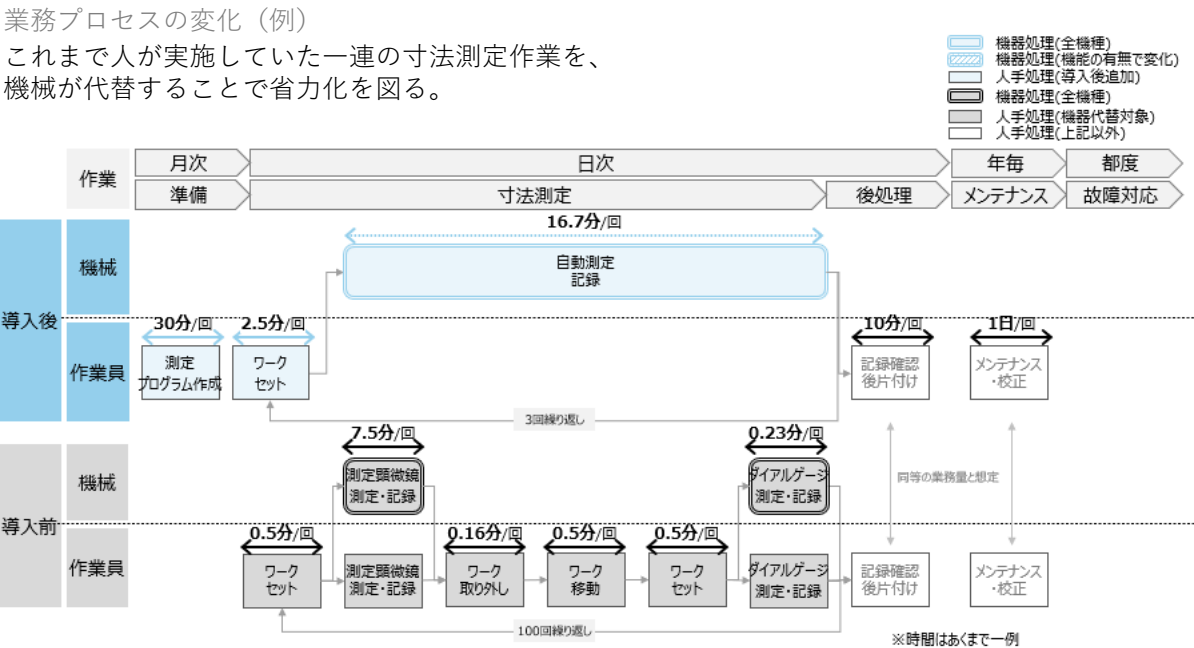 業務プロセスの変化（例）
これまで人が実施していた一連の寸法測定作業を、
機械が代替することで省力化を図る。
機器処理(全機種)
機器処理(機能の有無で変化)
人手処理(導入後追加)
機器処理(全機種)
人手処理(機器代替対象)
人手処理(上記以外)
作業
月次
日次
年毎
都度
準備
寸法測定
後処理
メンテナンス
故障対応
導入後
機械
16.7分/回
自動測定
記録
作業員
30分/回
2.5分/回
10分/回
1日/回
測定
プログラム作成
ワーク
セット
記録確認
後片付け
メンテナンス
・校正
3回繰り返し
導入前
機械
7.5分/回
0.23分/回
測定顕微鏡
測定・記録
ダイアルゲージ
測定・記録
同等の業務量と想定
作業員
0.5分/回
0.16分/回
0.5分/回
0.5分/回
ワーク
セット
測定顕微鏡
測定・記録
ワーク
取り外し
ワーク
移動
ワーク
セット
ダイアルゲージ
測定・記録
記録確認
後片付け
メンテナンス
・校正
100回繰り返し
※時間はあくまで一例